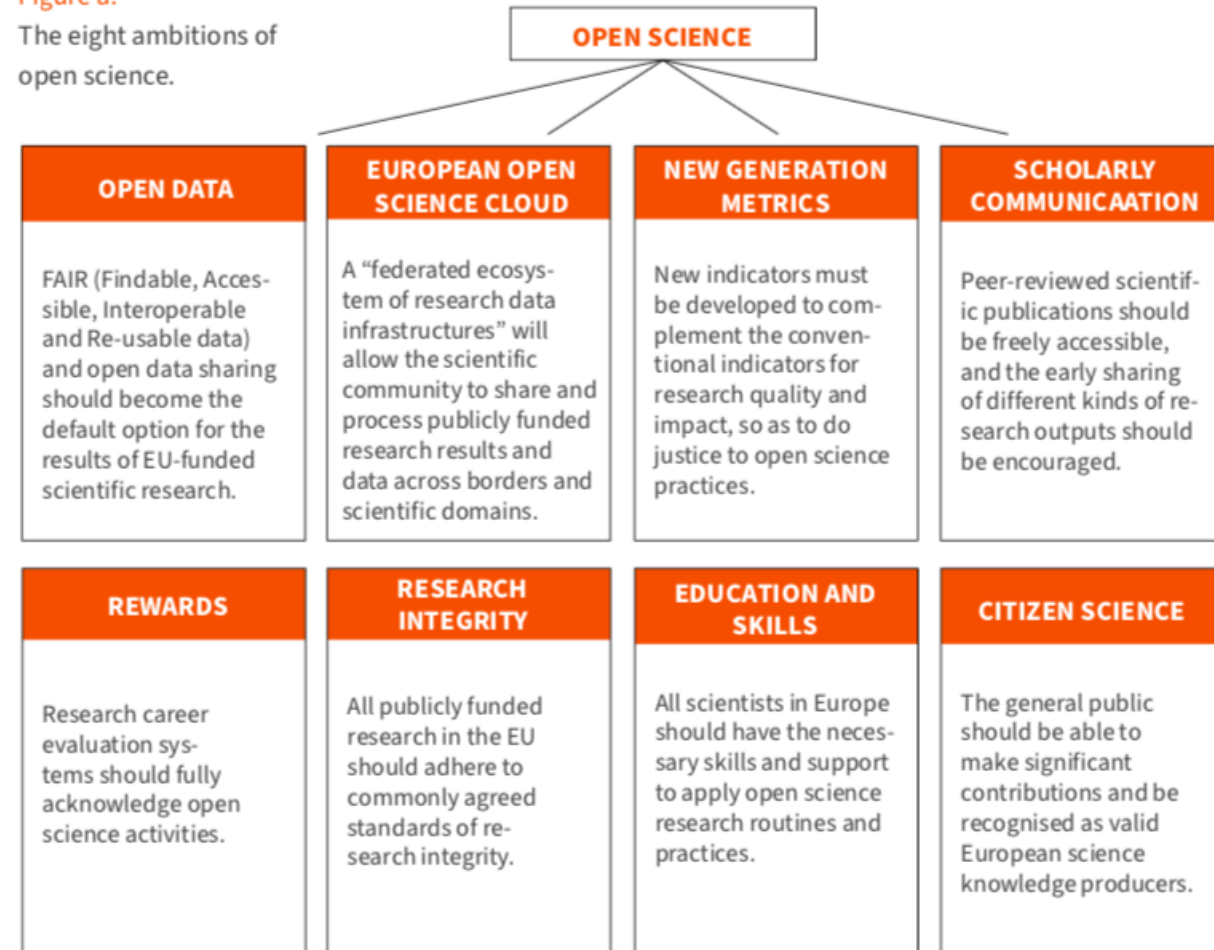 The eight ambitions of
open science.
OPEN SCIENCE
OPEN DATA
FAIR (Findable, Acces-
sible, Interoperable
and Re-usable data)
and open data sharing
should become the
default option for the
results of EU-funded
scientific research.
EUROPEAN OPEN
SCIENCE CLOUD
A “federated ecosys-
tem of research data
infrastructures” will
allow the scientific
community to share and
process publicly funded
research results and
data across borders and
scientific domains.
NEW GENERATION
METRICS
New indicators must
be developed to com-
plement the conven-
tional indicators for
research quality and
impact, so as to do
justice to open science
practices.
SCHOLARLY
COMMUNICAATION
Peer-reviewed scientif-
ic publications should
be freely accessible,
and the early sharing
of different kinds of re-
search outputs should
be encouraged.
REWARDS
Research career
evaluation sys-
tems should fully
acknowledge open
science activities.
RESEARCH
INTEGRITY
All publicly funded
research in the EU
should adhere to
commonly agreed
standards of re-
search integrity.
EDUCATION AND
SKILLS
All scientists in Europe
should have the neces-
sary skills and support
to apply open science
research routines and
practices.
CITIZEN SCIENCE
The general public
should be able to
make significant
contributions and be
recognised as valid
European science
knowledge producers.